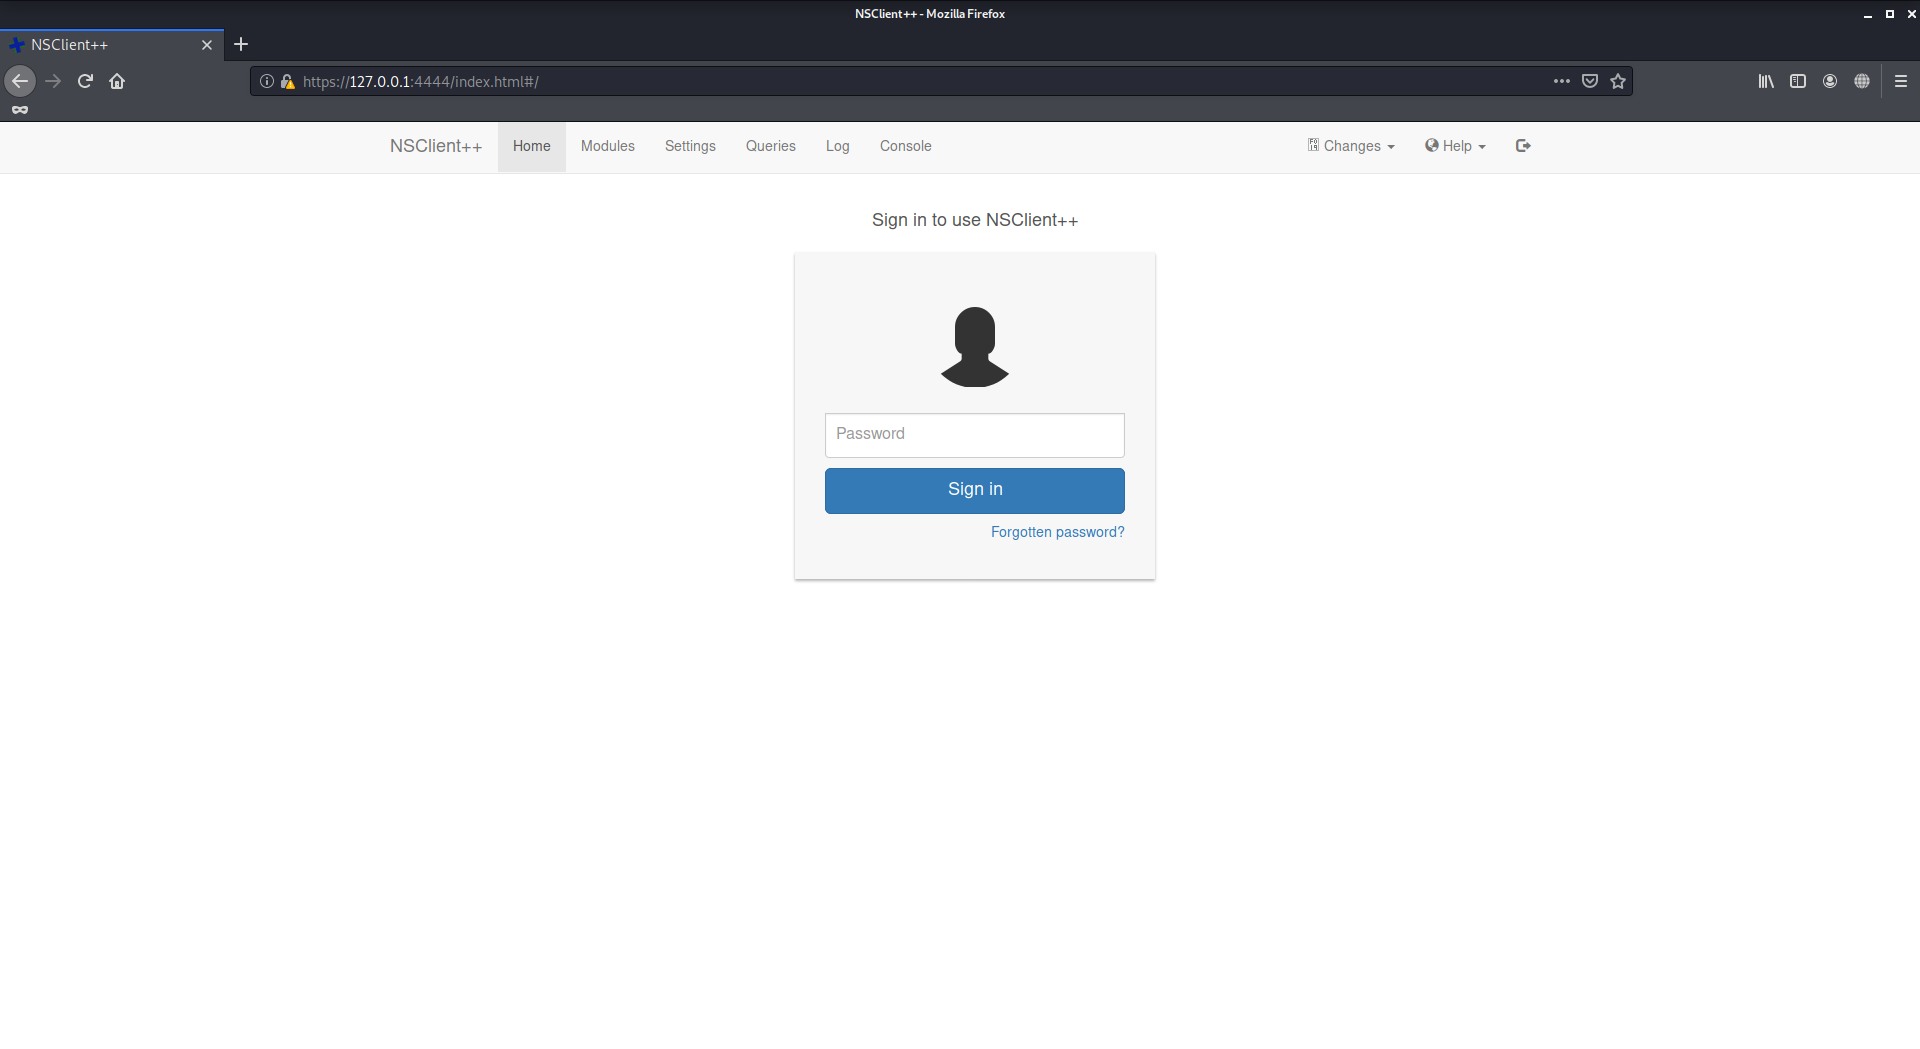 NSClient++ - Mozilla Firefox
NSClient++
https://127.0.0.1:4444/index.html#/
NSClient++ Home Modules Settings Queries Log Console Changes Help
Sign in to use NSClient++
Password
Sign in
Forgotten password?